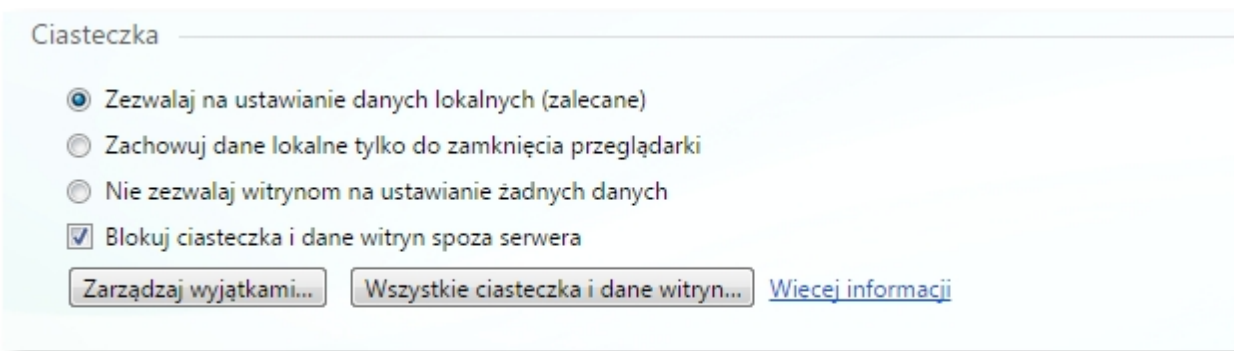 Ciasteczka
Zezwalaj na ustawianie danych lokalnych (zalecane)
Zachowuj dane lokalne tylko do zamknięcia przeglądarki
Nie zezwalaj witrynom na ustawianie żadnych danych
Blokuj ciasteczka i dane witryn spoza serwera
Zarządzaj wyjątkami... Wszystkie ciasteczka i dane witryn... Więcej informacji